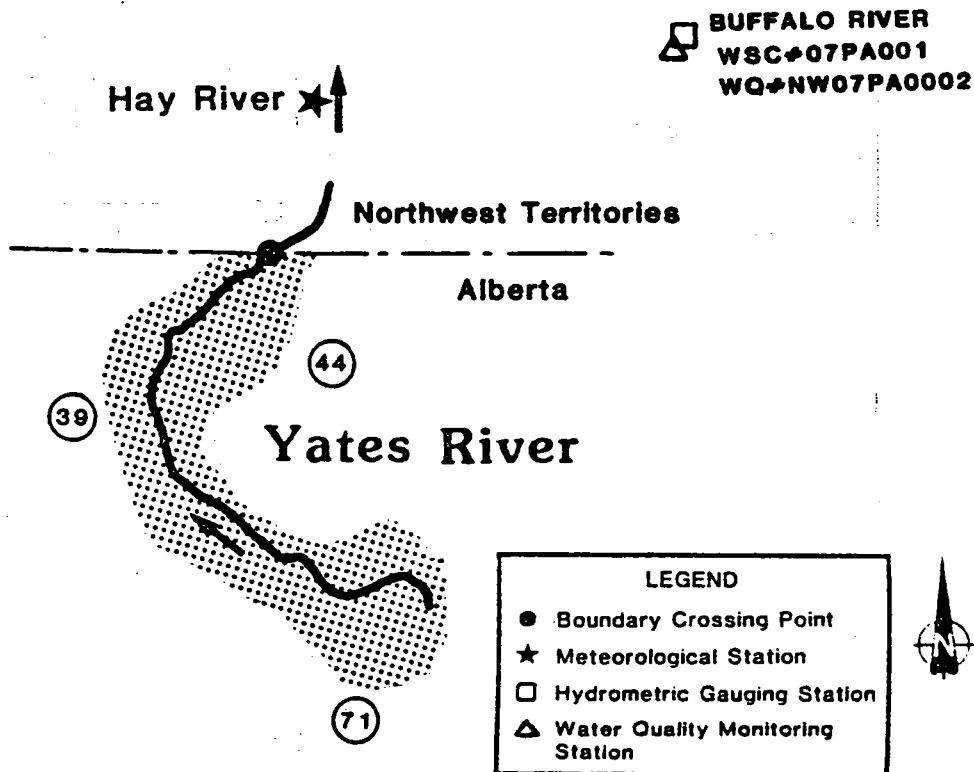 BUFFALO RIVER
WSC#07PA001
WQ#NW07PA0002
Hay River
Northwest Territories
Alberta
44
39
Yates River
71
LEGEND
Boundary Crossing Point
Meteorological Station
Hydrometric Gauging Station
Water Quality Monitoring
Station
N